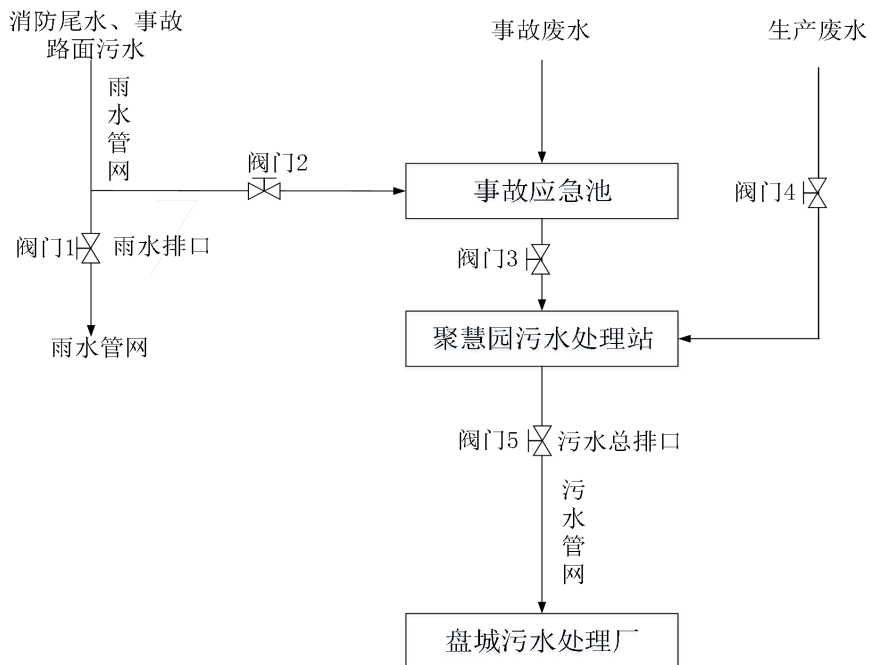 消防尾水、事故
路面污水
事故废水
生产废水
雨水管网
阀门2
事故应急池
阀门4
阀门1
雨水排口
阀门3
雨水管网
聚慧园污水处理站
阀门5
污水总排口
污水管网
盘城污水处理厂